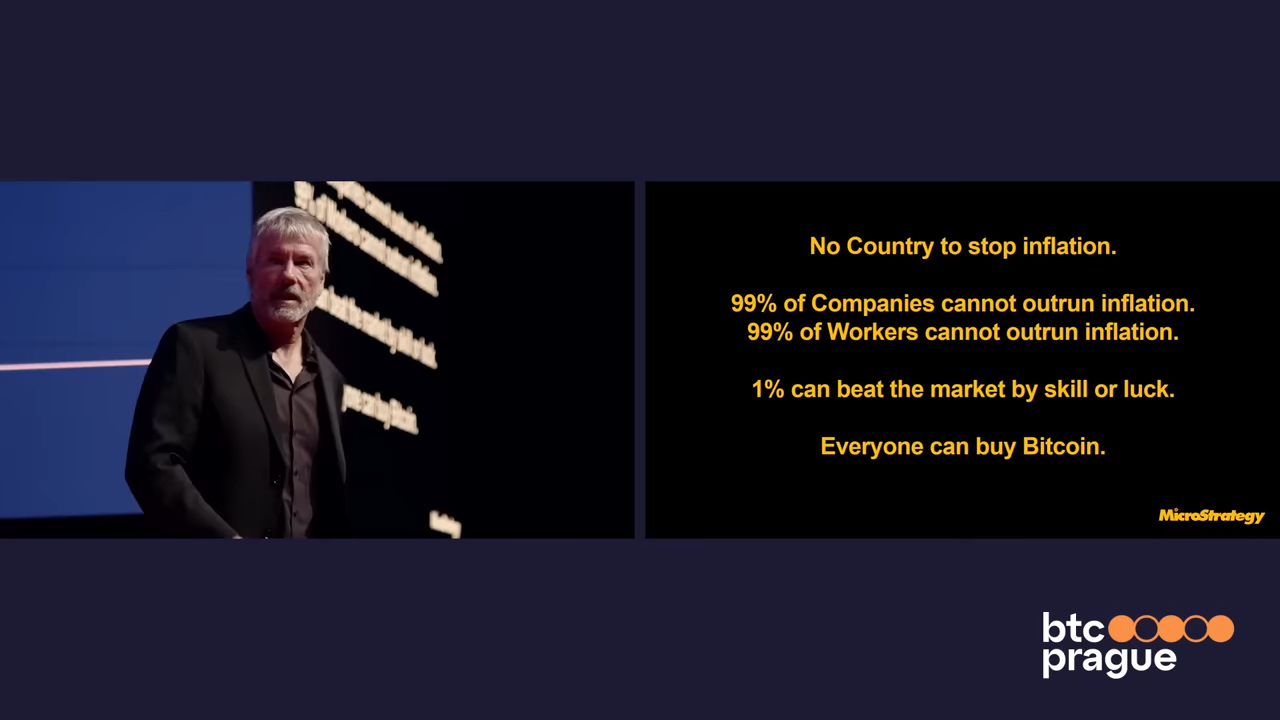 No Country to stop inflation.
99% of Companies cannot outrun inflation.
99% of Workers cannot outrun inflation.
1% can beat the market by skill or luck.
Everyone can buy Bitcoin.
MicroStrategy
btc
prague